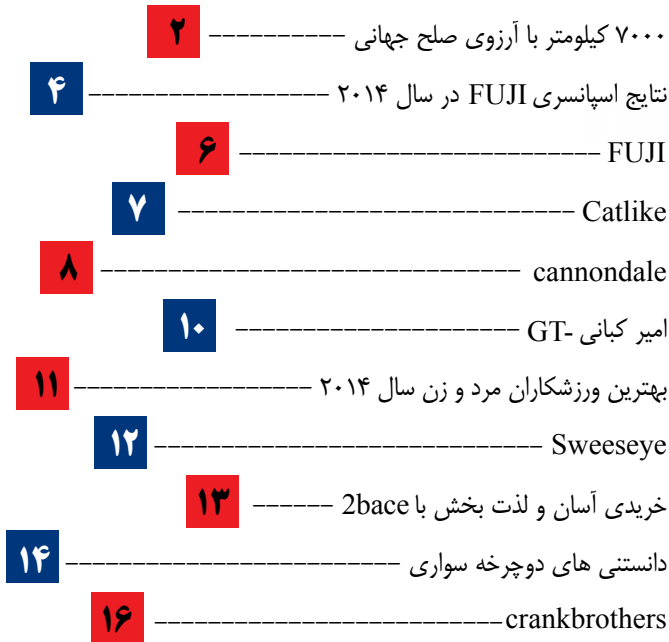 ۷۰۰۰ کیلومتر با آرزوی صلح جهانی ---------- ۲
نتایج اسپانسری FUJI در سال ۲۰۱۴ ------------------ ۴
FUJI --------------------------- ۶
Catlike ------------------------------ ۷
cannondale -------------------------------- ۸
امیر کبانی -GT --------------------- ۱۰
بهترین ورزشکاران مرد و زن سال ۲۰۱۴ ------------------ ۱۱
Sweeseye ----------------------------- ۱۲
خریدی آسان و لذت بخش با 2bace ------ ۱۳
دانستنی های دوچرخه سواری ------------------------- ۱۴
crankbrothers -------------------------- ۱۶